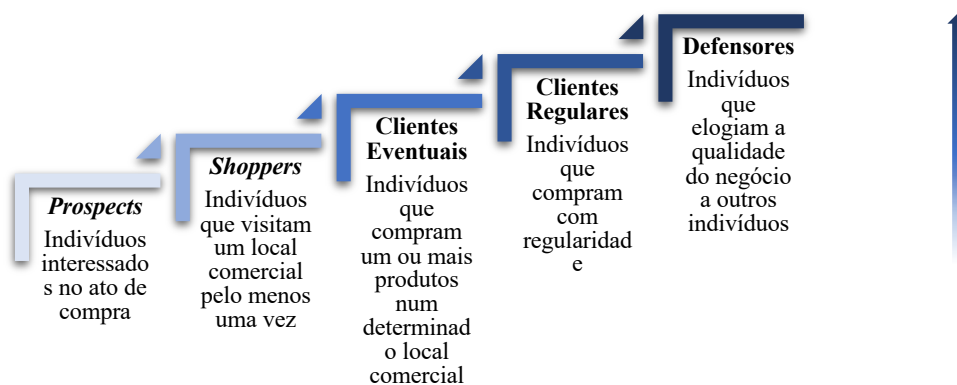 Prospects
Indivíduos
interessado
s no ato de
compra
Shoppers
Indivíduos
que visitam
um local
comercial
pelo menos
uma vez
Clientes
Eventuais
Indivíduos
que
compram
um ou mais
produtos
num
determinad
o local
comercial
Clientes
Regulares
Indivíduos
que
compram
com
regularidad
e
Defensores
Indivíduos
que
elogiam a
qualidade
do negócio
a outros
indivíduos